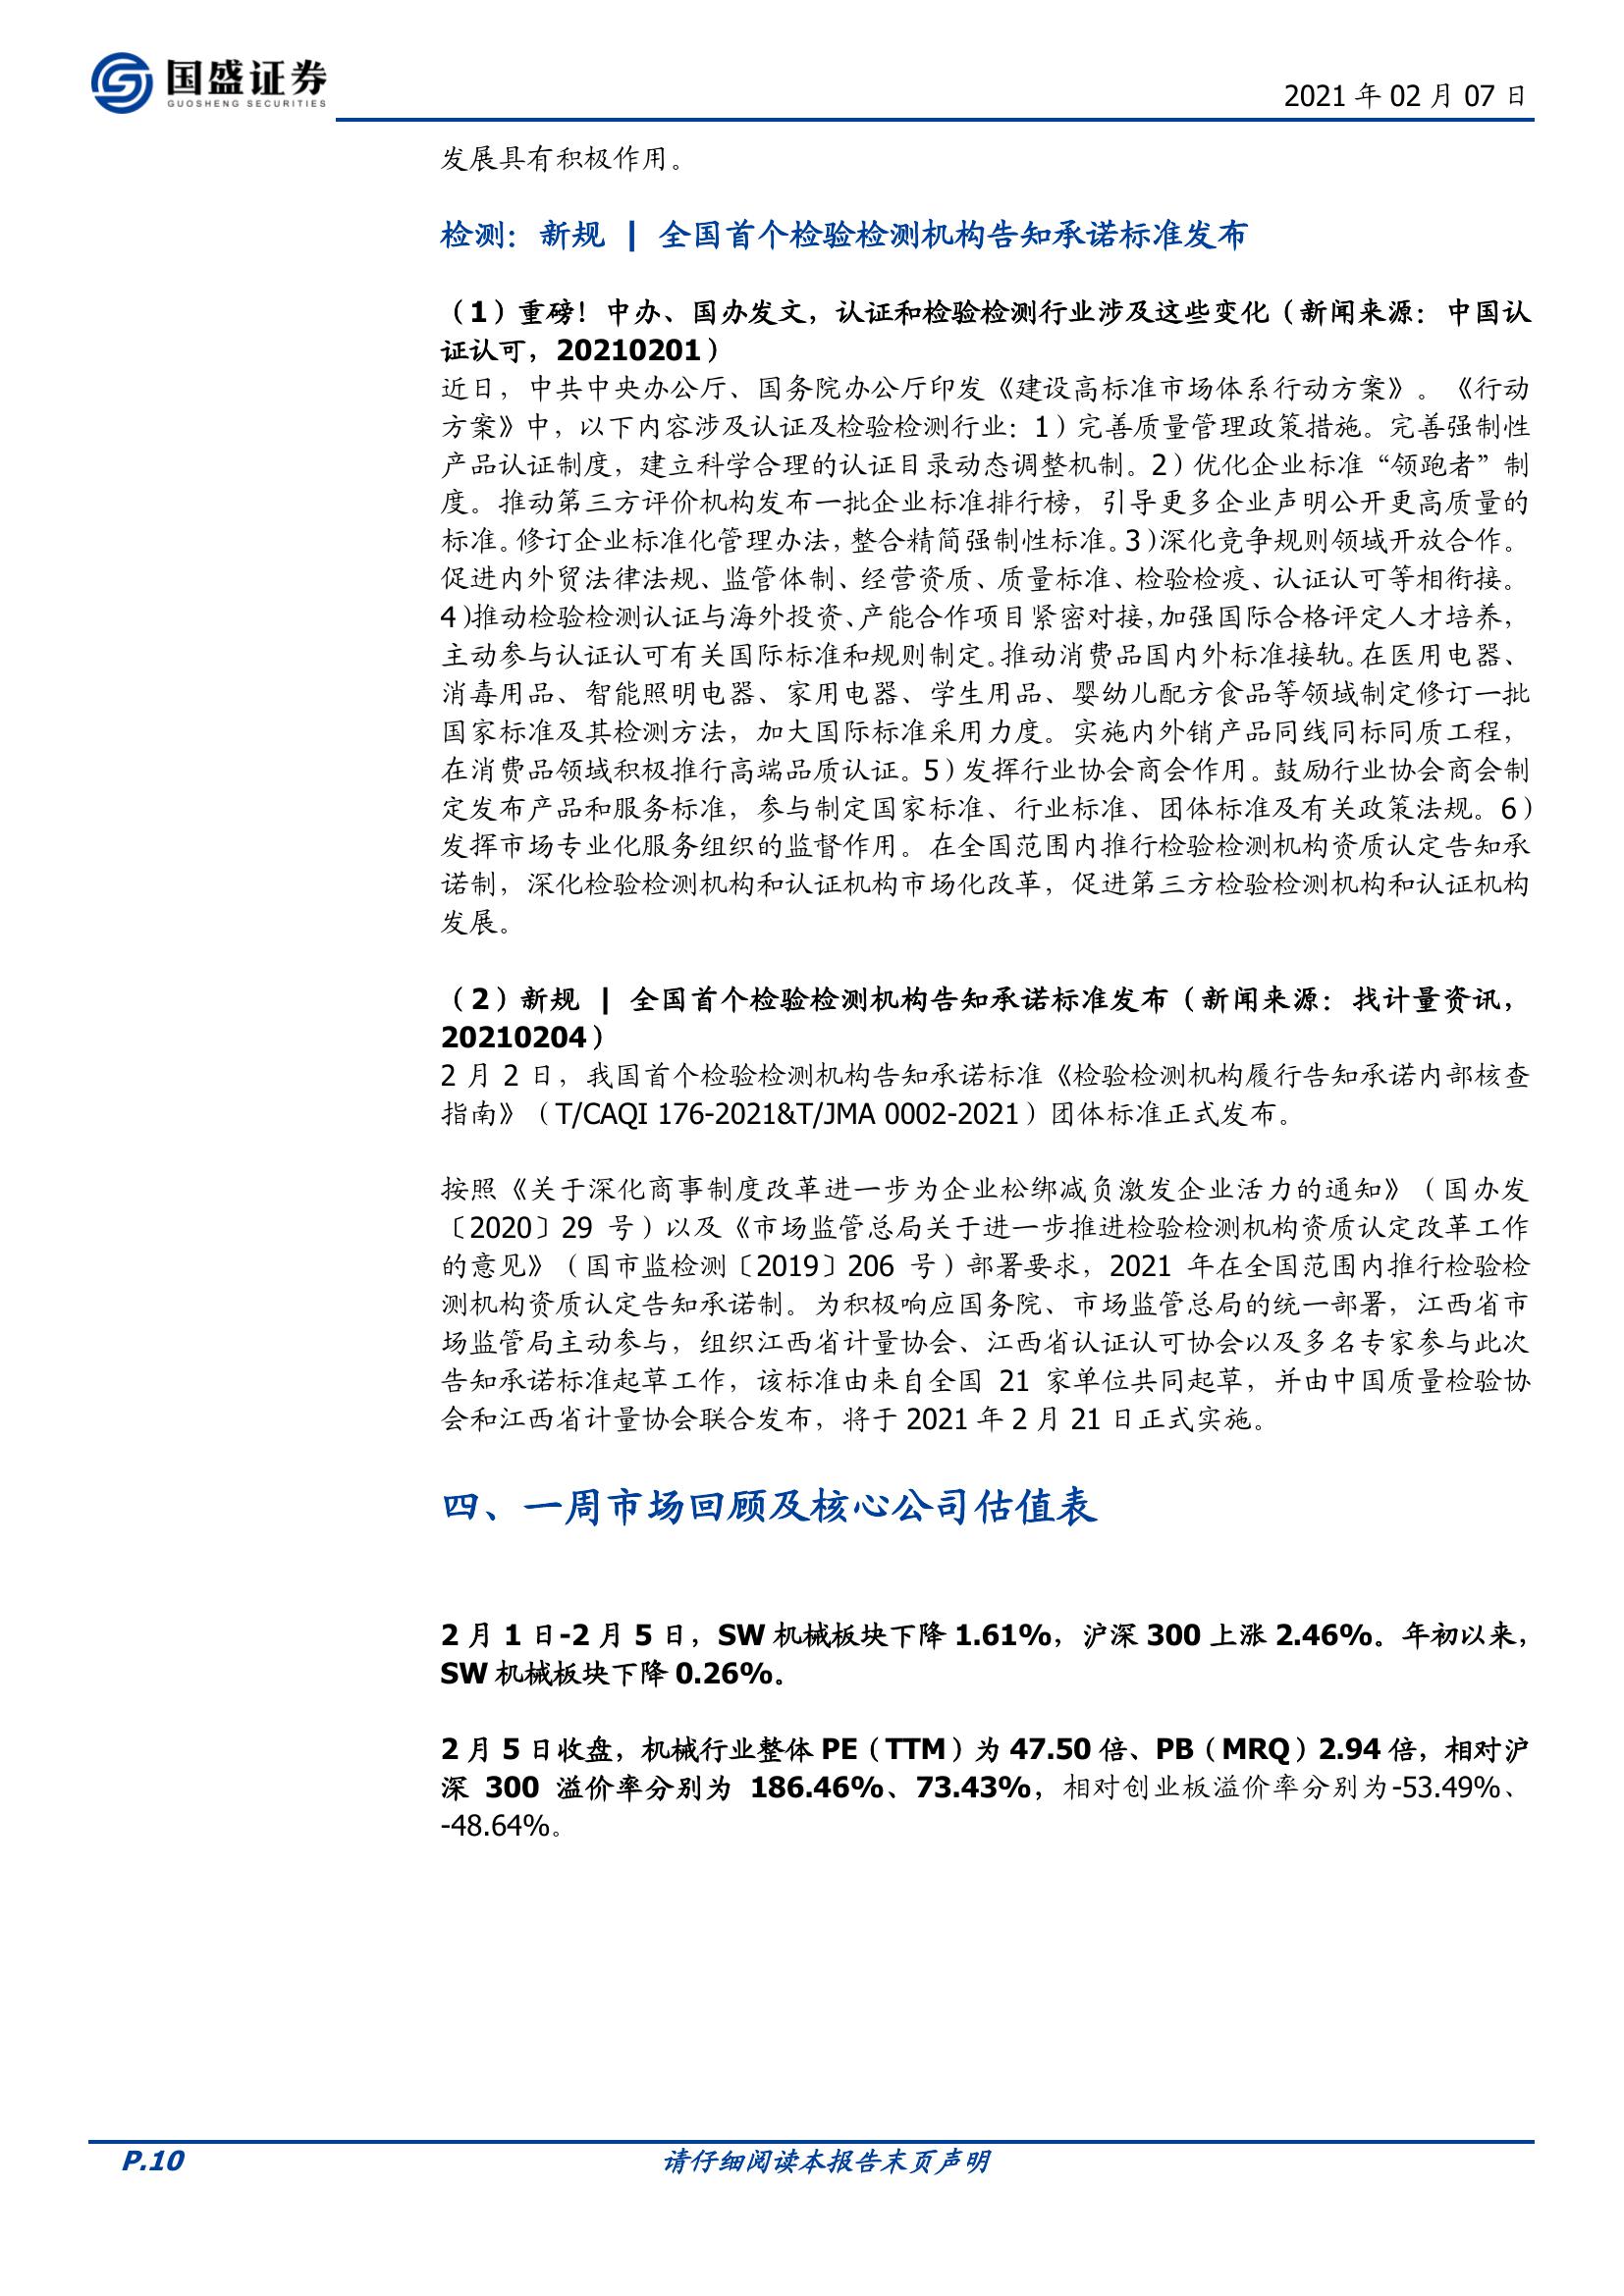 国盛证券
GUOSHENG SECURITIES
2021 年 02 月 07 日
发展具有积极作用。
检测：新规 | 全国首个检验检测机构告知承诺标准发布
（1）重磅！中办、国办发文，认证和检验检测行业涉及这些变化（新闻来源：中国认
证认可，20210201）
近日，中共中央办公厅、国务院办公厅印发《建设高标准市场体系行动方案》。《行动
方案》中，以下内容涉及认证及检验检测行业：1）完善质量管理政策措施。完善强制性
产品认证制度，建立科学合理的认证目录动态调整机制。2）优化企业标准“领跑者”制
度。推动第三方评价机构发布一批企业标准排行榜，引导更多企业声明公开更高质量的
标准。修订企业标准化管理办法，整合精简强制性标准。3）深化竞争规则领域开放合作。
促进内外贸法律法规、监管体制、经营资质、质量标准、检验检疫、认证认可等相衔接。
4）推动检验检测认证与海外投资、产能合作项目紧密对接，加强国际合格评定人才培养，
主动参与认证认可有关国际标准和规则制定。推动消费品国内外标准接轨。在医用电器、
消毒用品、智能照明电器、家用电器、学生用品、婴幼儿配方食品等领域制定修订一批
国家标准及其检测方法，加大国际标准采用力度。实施内外销产品同线同标同质工程，
在消费品领域积极推行高端品质认证。5）发挥行业协会商会作用。鼓励行业协会商会制
定发布产品和服务标准，参与制定国家标准、行业标准、团体标准及有关政策法规。6）
发挥市场专业化服务组织的监督作用。在全国范围内推行检验检测机构资质认定告知承
诺制，深化检验检测机构和认证机构市场化改革，促进第三方检验检测机构和认证机构
发展。
（2）新规 | 全国首个检验检测机构告知承诺标准发布（新闻来源：找计量资讯，
20210204）
2 月 2 日，我国首个检验检测机构告知承诺标准《检验检测机构履行告知承诺内部核查
指南》（T/CAQI 176-2021&T/JMA 0002-2021）团体标准正式发布。
按照《关于深化商事制度改革进一步为企业松绑减负激发企业活力的通知》（国办发
〔2020〕29 号）以及《市场监管总局关于进一步推进检验检测机构资质认定改革工作
的意见》（国市监检测〔2019〕206 号）部署要求，2021 年在全国范围内推行检验检
测机构资质认定告知承诺制。为积极响应国务院、市场监管总局的统一部署，江西省市
场监管局主动参与，组织江西省计量协会、江西省认证认可协会以及多名专家参与此次
告知承诺标准起草工作，该标准由来自全国 21 家单位共同起草，并由中国质量检验协
会和江西省计量协会联合发布，将于 2021 年 2 月 21 日正式实施。
四、一周市场回顾及核心公司估值表
2 月 1 日-2 月 5 日，SW 机械板块下降 1.61%，沪深 300 上涨 2.46%。年初以来，
SW 机械板块下降 0.26%。
2 月 5 日收盘，机械行业整体 PE（TTM）为 47.50 倍、PB（MRQ）2.94 倍，相对沪
深 300 溢价率分别为 186.46%、73.43%，相对创业板溢价率分别为-53.49%、
-48.64%。
P.10
请仔细阅读本报告末页声明